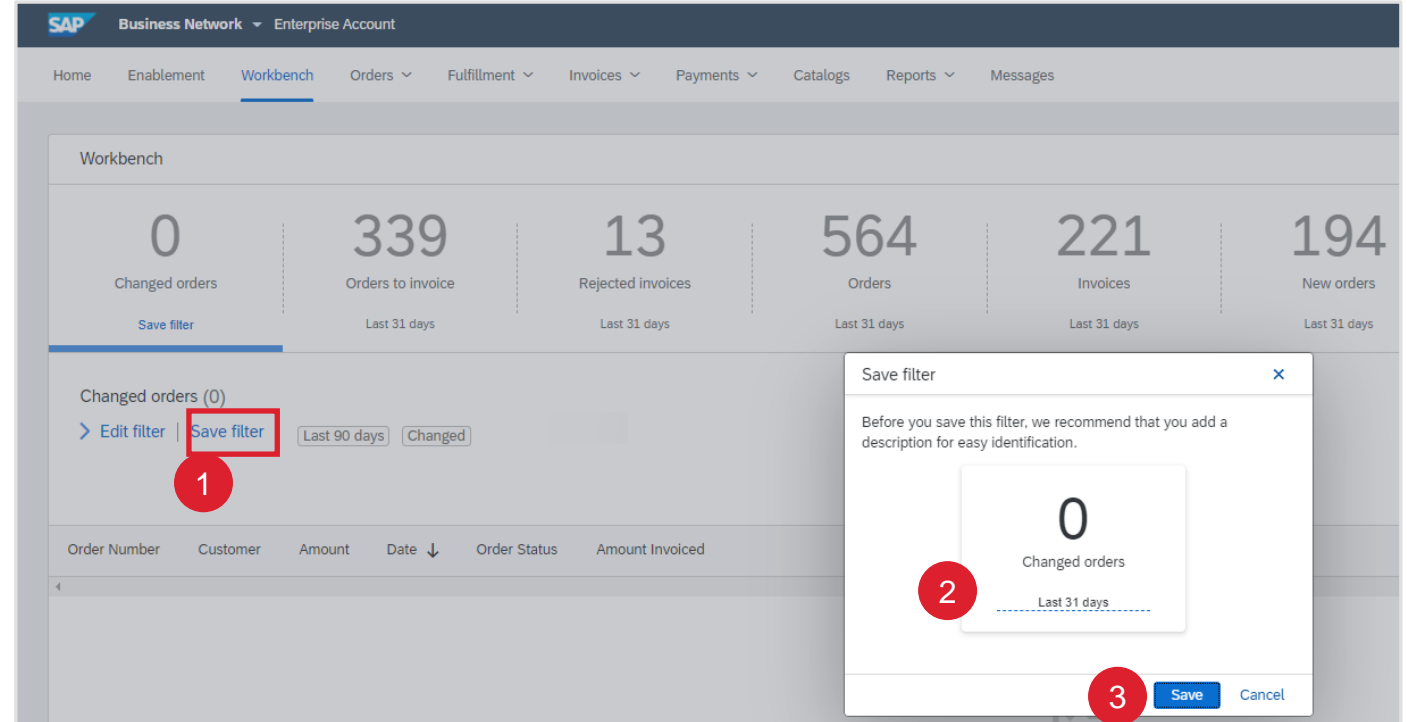 SAP Business Network Enterprise Account
Home Enablement Workbench Orders Fulfillment Invoices Payments Catalogs Reports Messages
Workbench
0 339 13 564 221 194
Changed orders Orders to invoice Rejected invoices Orders Invoices New orders
Save filter Last 31 days Last 31 days Last 31 days Last 31 days Last 31 days
Changed orders (0)
Edit filter | Save filter Last 90 days Changed
1
Order Number Customer Amount Date ↓ Order Status Amount Invoiced
Save filter ×
Before you save this filter, we recommend that you add a
description for easy identification.
0
Changed orders
2
Last 31 days
3 Save Cancel